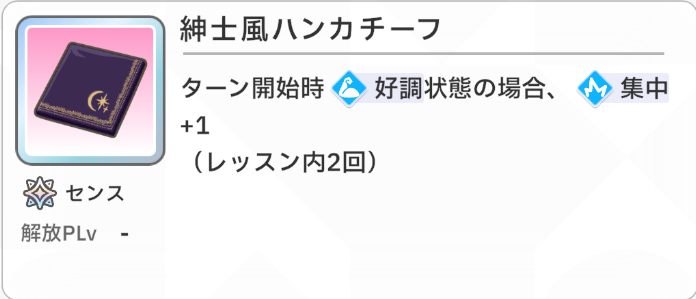 紳士風ハンカチーフ
ターン開始時 好調状態の場合、 集中
+1
（レッスン内2回）
センス
解放PLv -